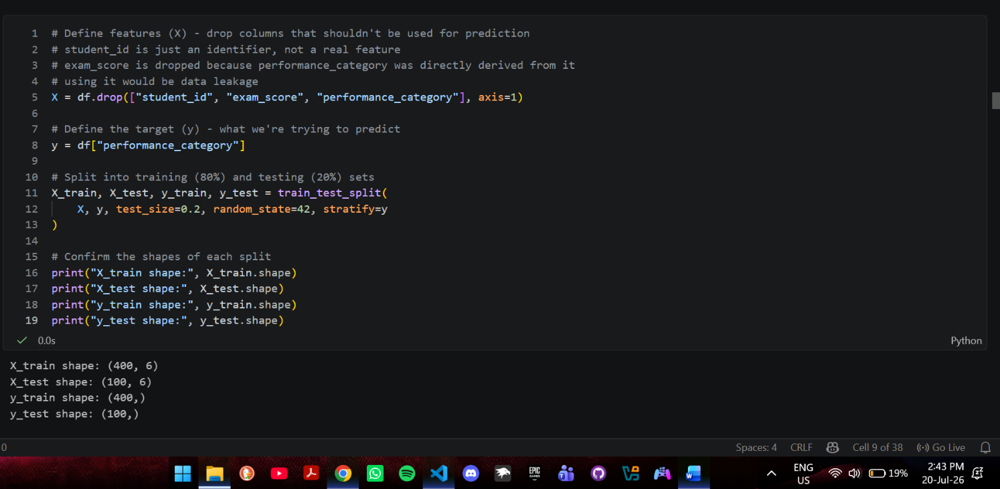 1 # Define features (X) - drop columns that shouldn't be used for prediction
2 # student_id is just an identifier, not a real feature
3 # exam_score is dropped because performance_category was directly derived from it
4 # using it would be data leakage
5 X = df.drop(["student_id", "exam_score", "performance_category"], axis=1)
6
7 # Define the target (y) - what we're trying to predict
8 y = df["performance_category"]
9
10 # Split into training (80%) and testing (20%) sets
11 X_train, X_test, y_train, y_test = train_test_split(
12     X, y, test_size=0.2, random_state=42, stratify=y
13 )
14
15 # Confirm the shapes of each split
16 print("X_train shape:", X_train.shape)
17 print("X_test shape:", X_test.shape)
18 print("y_train shape:", y_train.shape)
19 print("y_test shape:", y_test.shape)
0.0s Python
X_train shape: (400, 6)
X_test shape: (100, 6)
y_train shape: (400,)
y_test shape: (100,)
0 Spaces: 4 CRLF Cell 9 of 38 Go Live
EPIC GAMES ENG US 19% 2:43 PM 20-Jul-26